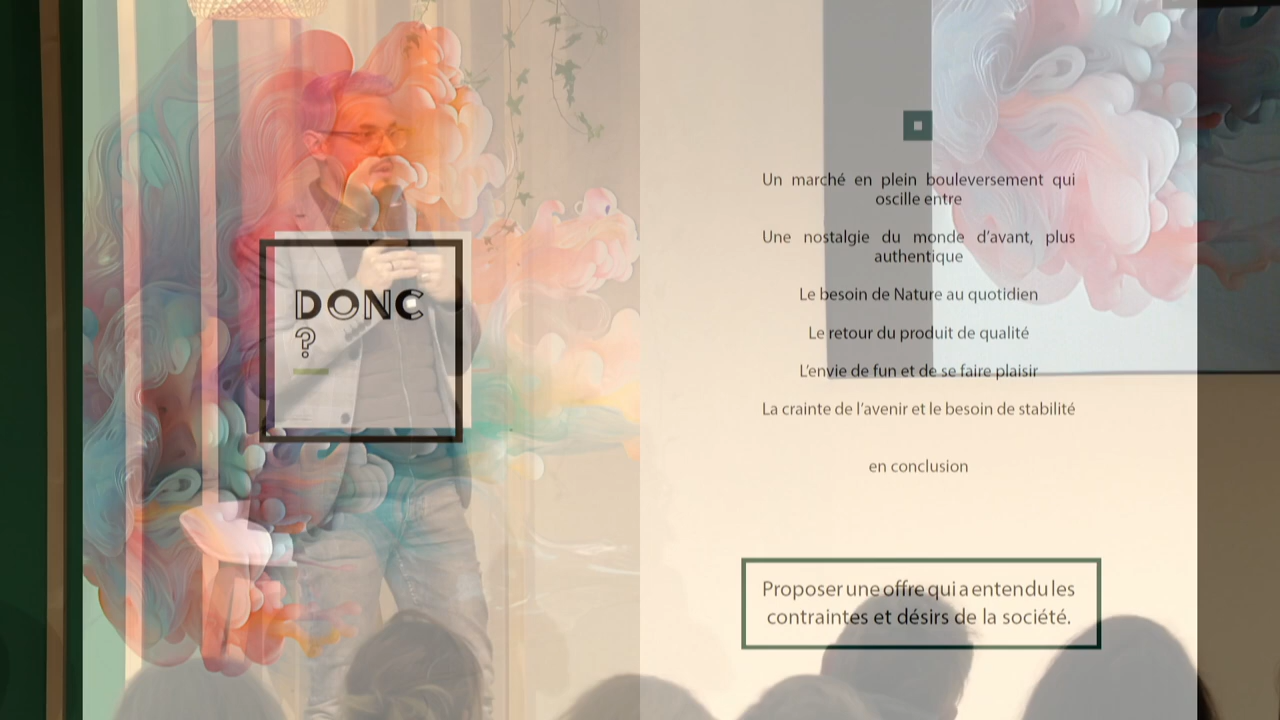 DONC
?
Un marché en plein bouleversement qui
oscille entre
Une nostalgie du monde d’avant, plus
authentique
Le besoin de Nature au quotidien
Le retour du produit de qualité
L’envie de fun et de se faire plaisir
La crainte de l’avenir et le besoin de stabilité
en conclusion
Proposer une offre qui a entendu les
contraintes et désirs de la société.